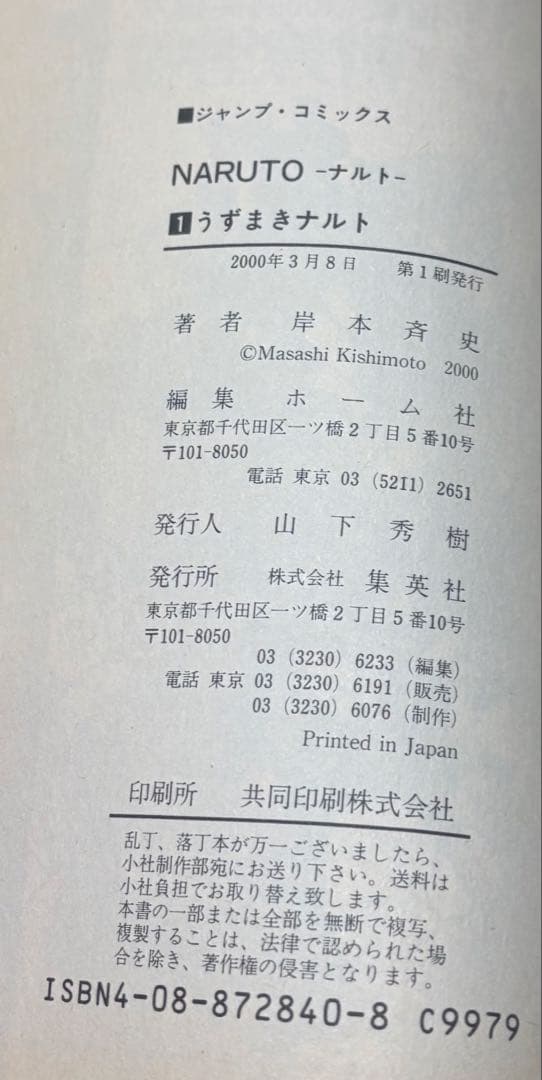 ■ジャンプ・コミックス
NARUTO -ナルト-
1 うずまきナルト
2000年3月8日 第1刷発行
著者 岸本斉史
©Masashi Kishimoto 2000
編集 ホーム社
東京都千代田区一ツ橋2丁目5番10号
〒101-8050
電話 東京 03 (5211) 2651
発行人 山下秀樹
発行所 株式会社 集英社
東京都千代田区一ツ橋2丁目5番10号
〒101-8050
03 (3230) 6233 (編集)
電話 東京 03 (3230) 6191 (販売)
03 (3230) 6076 (制作)
Printed in Japan
印刷所 共同印刷株式会社
乱丁、落丁本が万一ございましたら、
小社制作部宛にお送り下さい。送料は
小社負担でお取り替え致します。
本書の一部または全部を無断で複写、
複製することは、法律で認められた場
合を除き、著作権の侵害となります。
ISBN4-08-872840-8 C9979